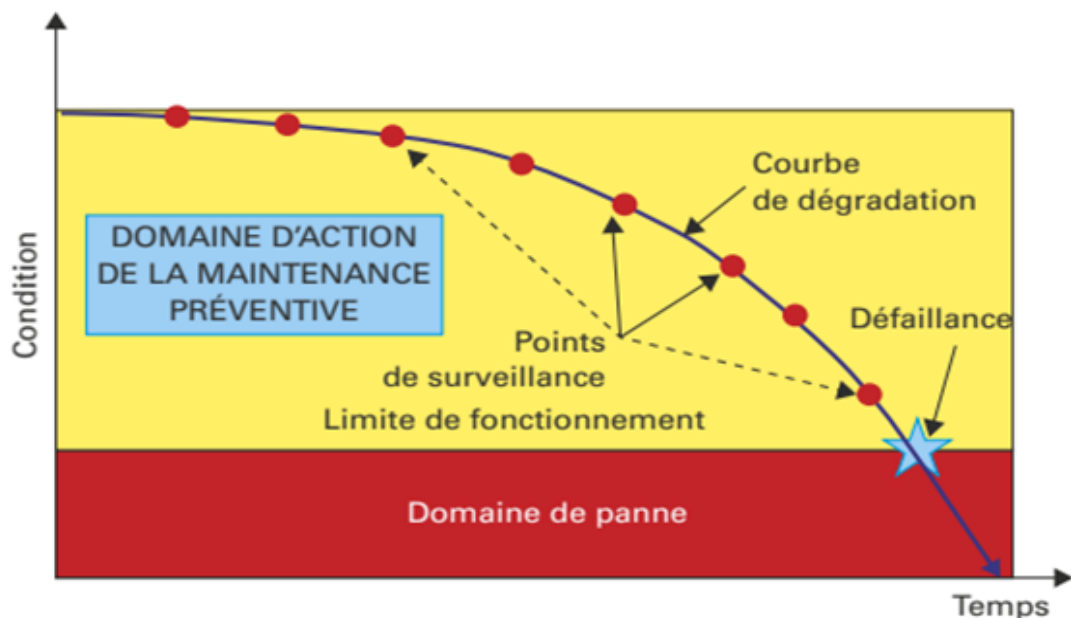 Condition
DOMAINE D'ACTION
DE LA MAINTENANCE
PRÉVENTIVE
Courbe
de dégradation
Défaillance
Points
de surveillance
Limite de fonctionnement
Domaine de panne
Temps